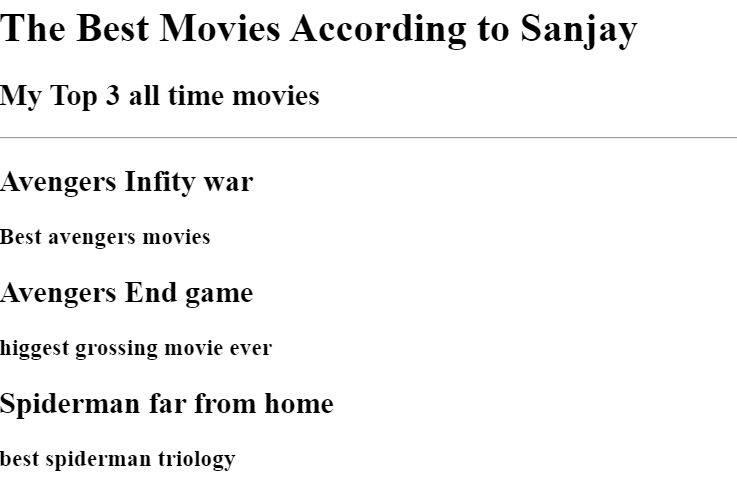 The Best Movies According to Sanjay
My Top 3 all time movies
Avengers Infity war
Best avengers movies
Avengers End game
higgest grossing movie ever
Spiderman far from home
best spiderman triology